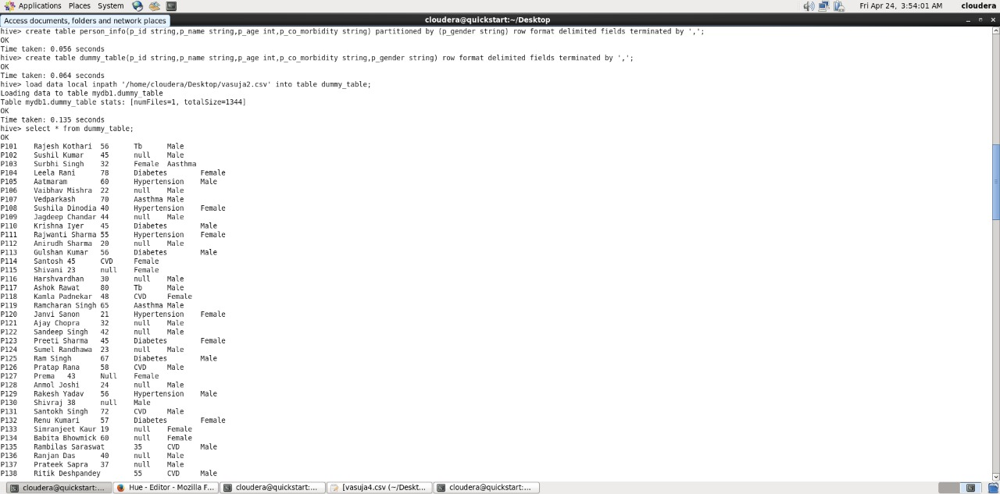 Applications Places System Fri Apr 24, 3:54:01 AM cloudera
Access documents, folders and network places
cloudera@quickstart:~/Desktop
hive> create table person_info(p_id string,p_name string,p_age int,p_co_morbidity string) partitioned by (p_gender string) row format delimited fields terminated by ',';
OK
Time taken: 0.056 seconds
hive> create table dummy_table(p_id string,p_name string,p_age int,p_co_morbidity string,p_gender string) row format delimited fields terminated by ',';
OK
Time taken: 0.064 seconds
hive> load data local inpath '/home/cloudera/Desktop/vasuja2.csv' into table dummy_table;
Loading data to table mydb1.dummy_table
Table mydb1.dummy_table stats: [numFiles=1, totalSize=1344]
OK
Time taken: 0.135 seconds
hive> select * from dummy_table;
OK
P101 Rajesh Kothari 56 Tb Male
P102 Sushil Kumar 45 null Male
P103 Surbhi Singh 32 Female Aasthma
P104 Leela Rani 78 Diabetes Female
P105 Aatmaram 60 Hypertension Male
P106 Vaibhav Mishra 22 null Male
P107 Vedparkash 70 Aasthma Male
P108 Sushila Dinodia 40 Hypertension Female
P109 Jagdeep Chandar 44 null Male
P110 Krishna Iyer 45 Diabetes Male
P111 Rajwanti Sharma 55 Hypertension Female
P112 Anirudh Sharma 20 null Male
P113 Gulshan Kumar 56 Diabetes Male
P114 Santosh 45 CVD Female
P115 Shivani 23 null Female
P116 Harshvardhan 30 null Male
P117 Ashok Rawat 80 Tb Male
P118 Kamla Padnekar 48 CVD Female
P119 Ramcharan Singh 65 Aasthma Male
P120 Janvi Sanon 21 Hypertension Female
P121 Ajay Chopra 32 null Male
P122 Sandeep Singh 42 null Male
P123 Preeti Sharma 45 Diabetes Female
P124 Sumel Randhawa 23 null Male
P125 Ram Singh 67 Diabetes Male
P126 Pratap Rana 58 CVD Male
P127 Prema 43 Null Female
P128 Anmol Joshi 24 null Male
P129 Rakesh Yadav 56 Hypertension Male
P130 Shivraj 38 null Male
P131 Santokh Singh 72 CVD Male
P132 Renu Kumari 57 Diabetes Female
P133 Simranjeet Kaur 19 null Female
P134 Babita Bhowmick 60 null Female
P135 Rambilas Saraswat 35 CVD Male
P136 Ranjan Das 40 null Male
P137 Prateek Sapra 37 null Male
P138 Ritik Deshpandey 55 CVD Male
cloudera@quickstart:... Hue - Editor - Mozilla F... cloudera@quickstart:... [vasuja4.csv (~/Deskt... cloudera@quickstart:...